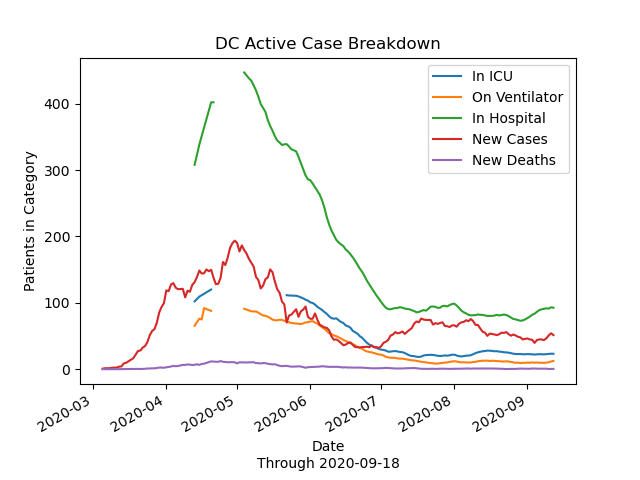 DC Active Case Breakdown
Patients in Category
400
300
200
100
0
In ICU
On Ventilator
In Hospital
New Cases
New Deaths
2020-03
2020-04
2020-05
2020-06
2020-07
2020-08
2020-09
Date
Through 2020-09-18